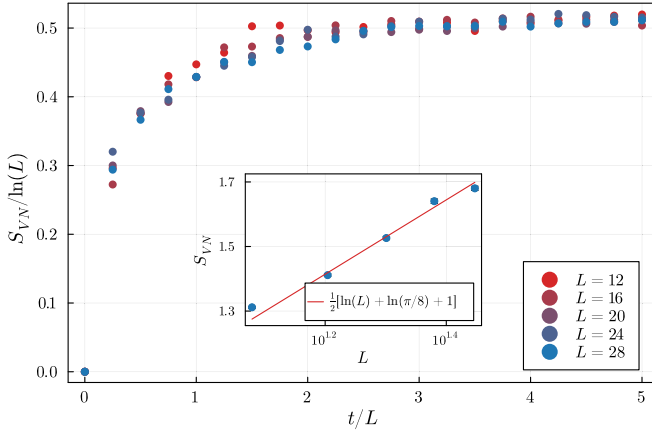 S_{VN}/ln(L)
0.5
0.4
0.3
0.2
0.1
0.0
0 1 2 3 4 5
t/L
S_{VN}
1.7
1.5
1.3
10^{1.2} 10^{1.4}
L
½[ln(L) + ln(π/8) + 1]
L = 12
L = 16
L = 20
L = 24
L = 28